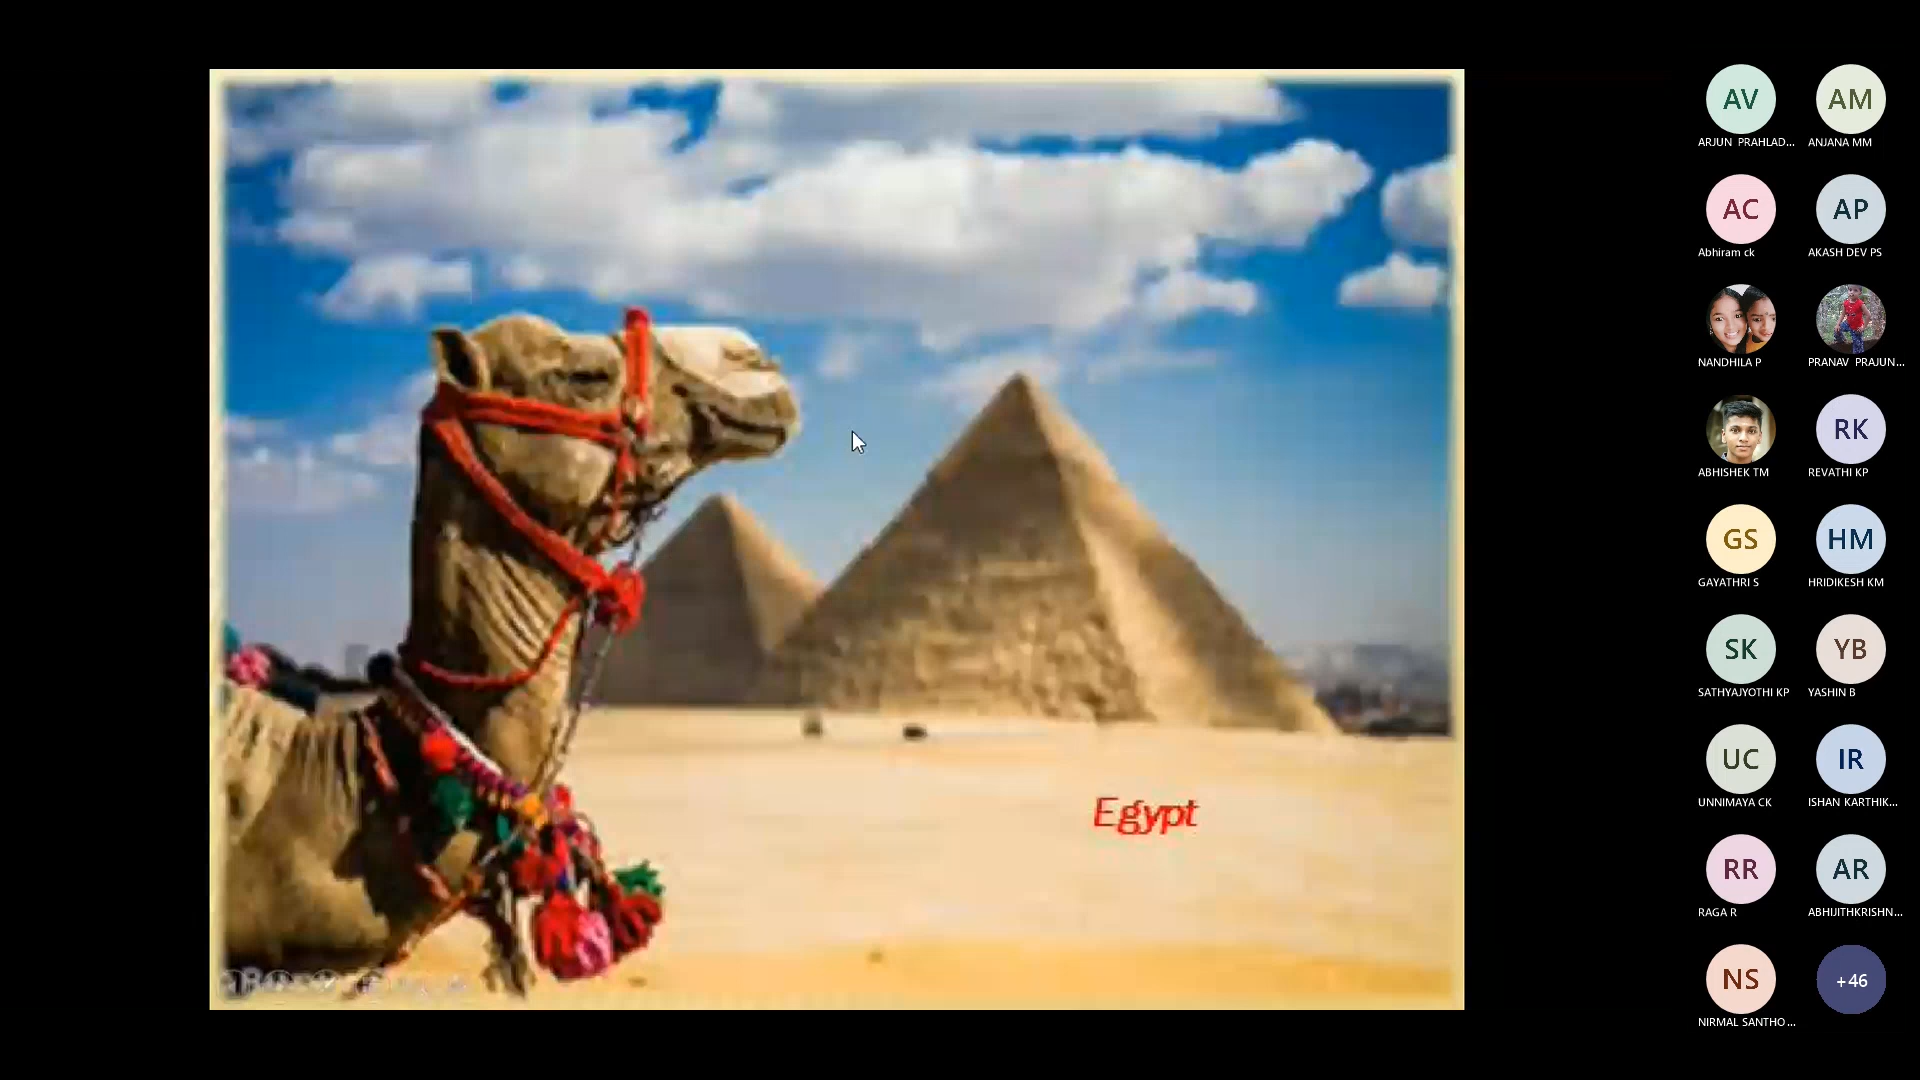 Egypt
AV
ARJUN PRAHLAD...
AM
ANJANA MM
AC
Abhiram ck
AP
AKASH DEV PS
NANDHILA P
PRANAV PRAJUN...
ABHISHEK TM
RK
REVATHI KP
GS
GAYATHRI S
HM
HRIDIKESH KM
SK
SATHYAJYOTHI KP
YB
YASHIN B
UC
UNNIMAYA CK
IR
ISHAN KARTHIK...
RR
RAGA R
AR
ABHIJITHKRISHN...
NS
NIRMAL SANTHO...
+46